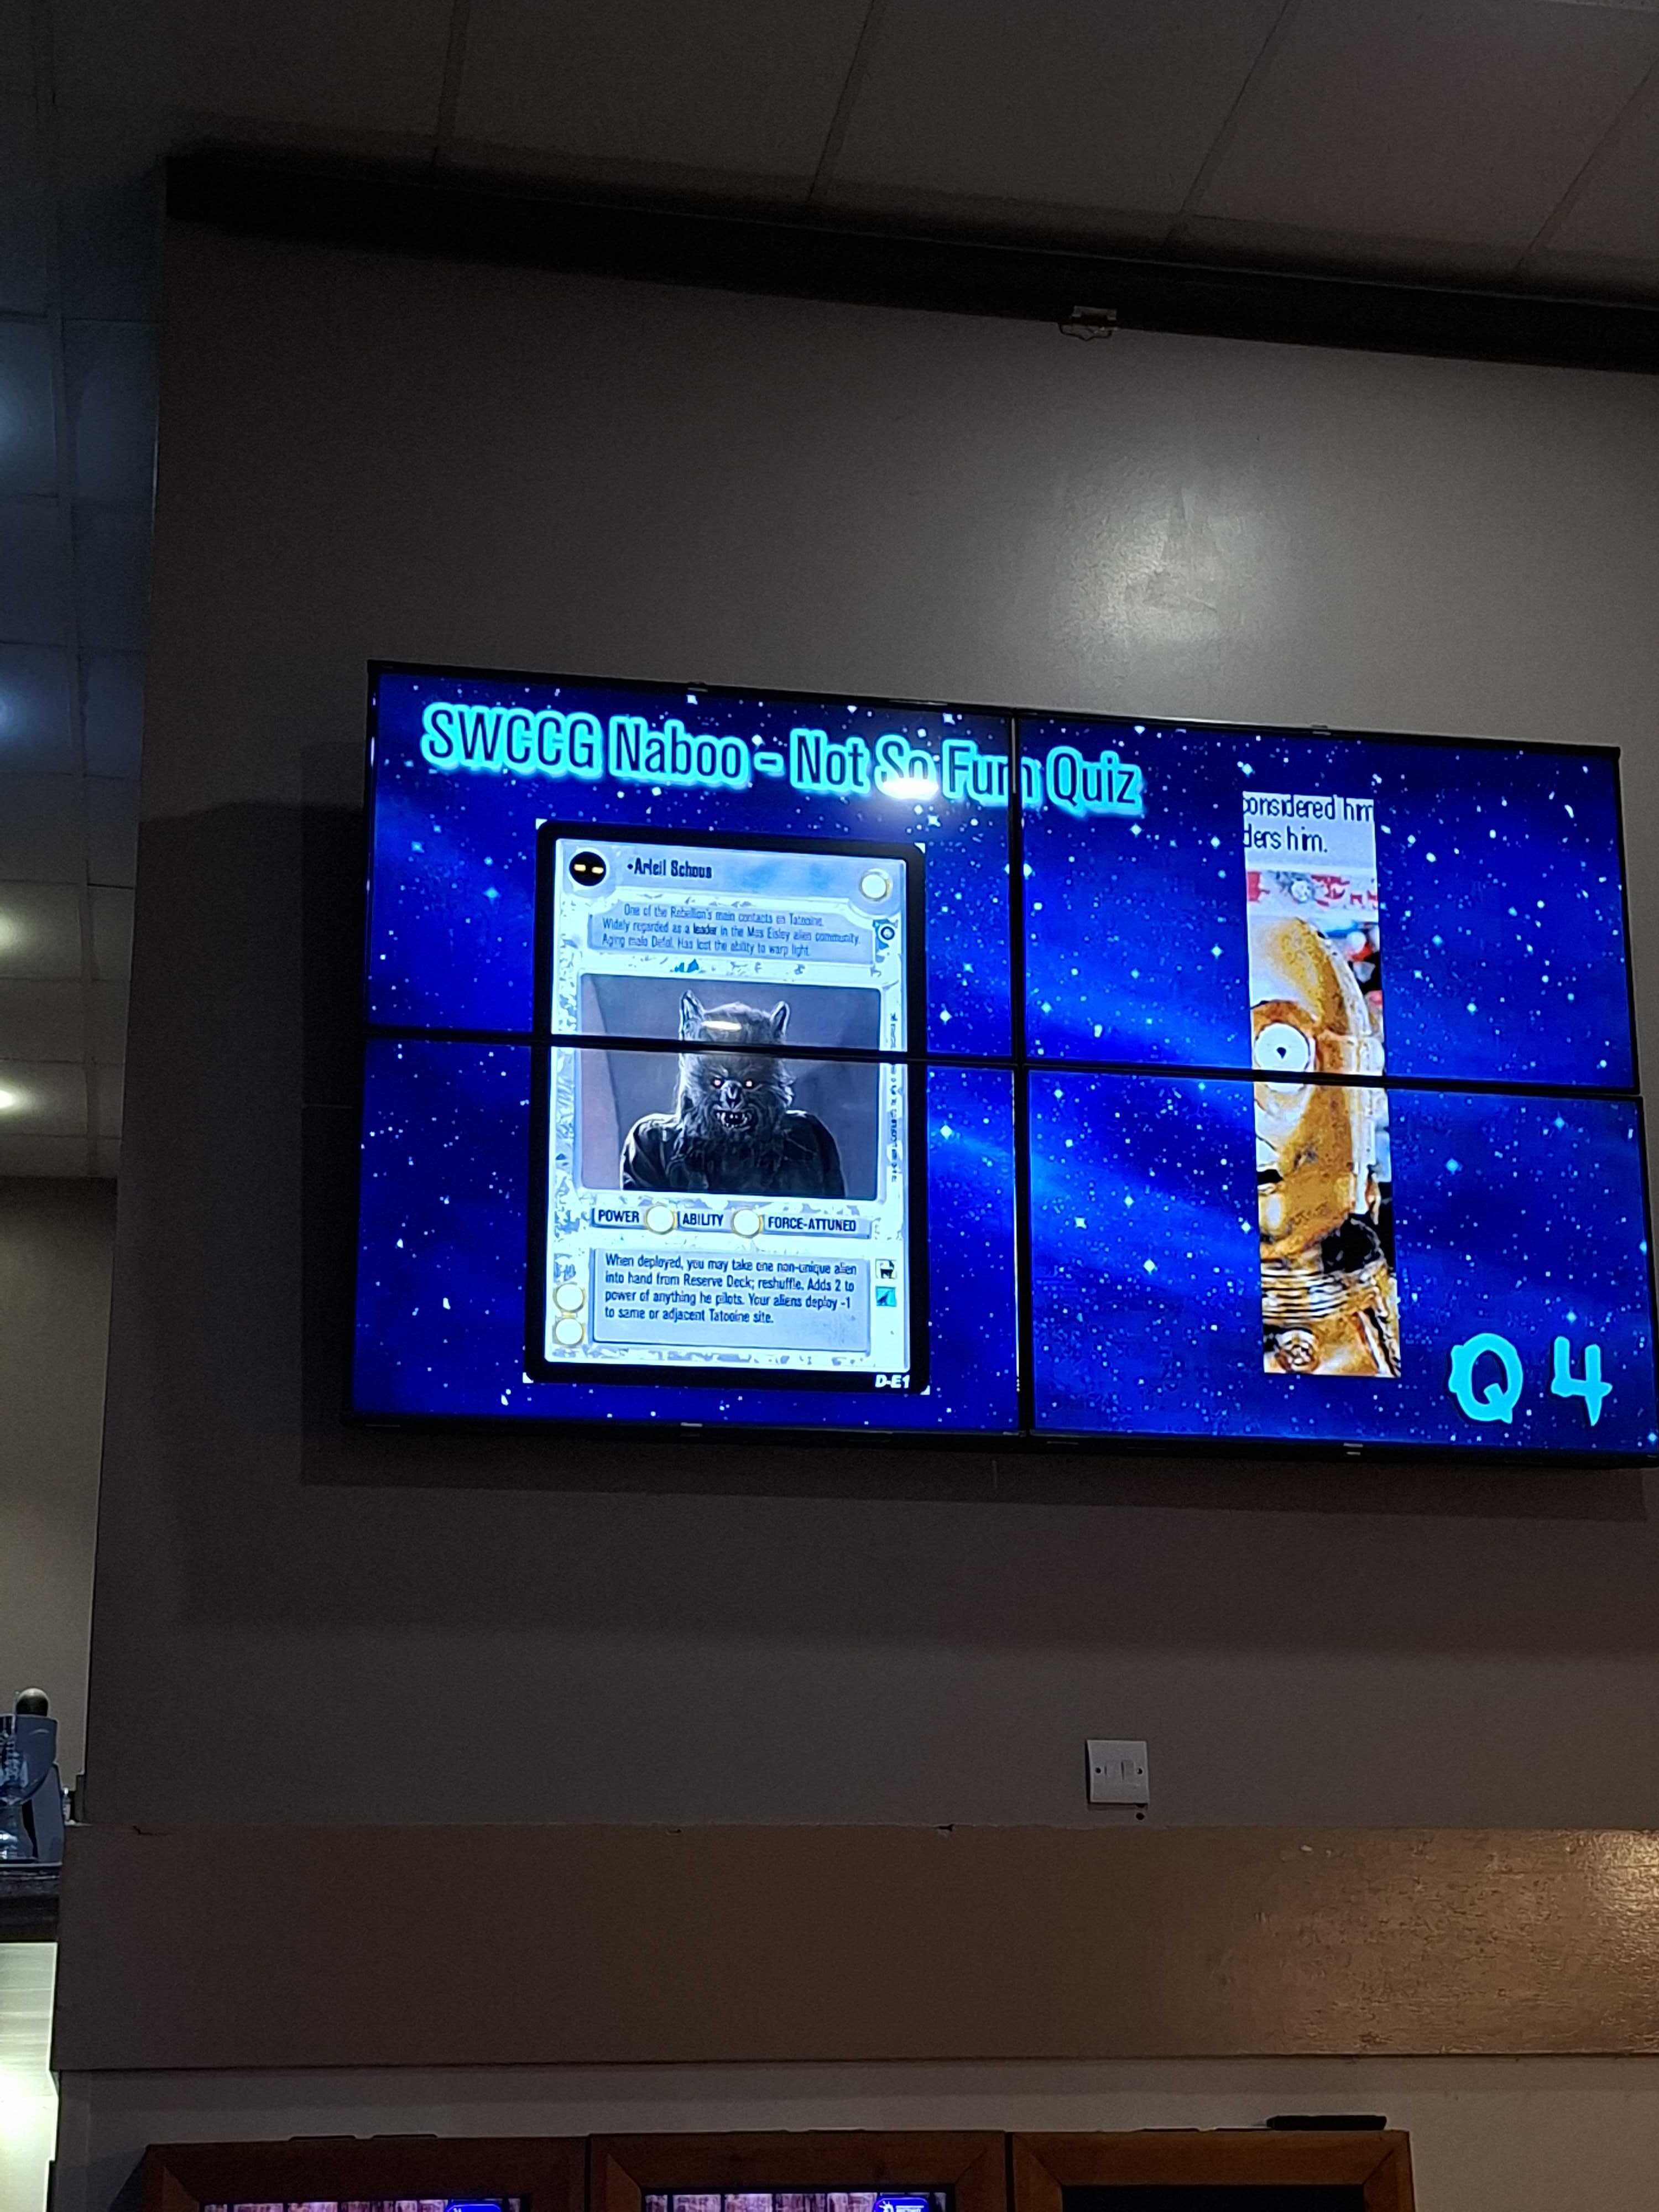 SWCCG Naboo - Not So Fun Quiz
•Arleil Schous
One of the Rebellion's main contacts on Tatooine.
Widely regarded as a leader in the Mos Eisley alien community.
Aging male Defel. Has lost the ability to warp light.
POWER ABILITY FORCE-ATTUNED
When deployed, you may take one non-unique alien
into hand from Reserve Deck; reshuffle. Adds 2 to
power of anything he pilots. Your aliens deploy -1
to same or adjacent Tatooine site.
D-E1
onsidered him
ders him.
Q 4